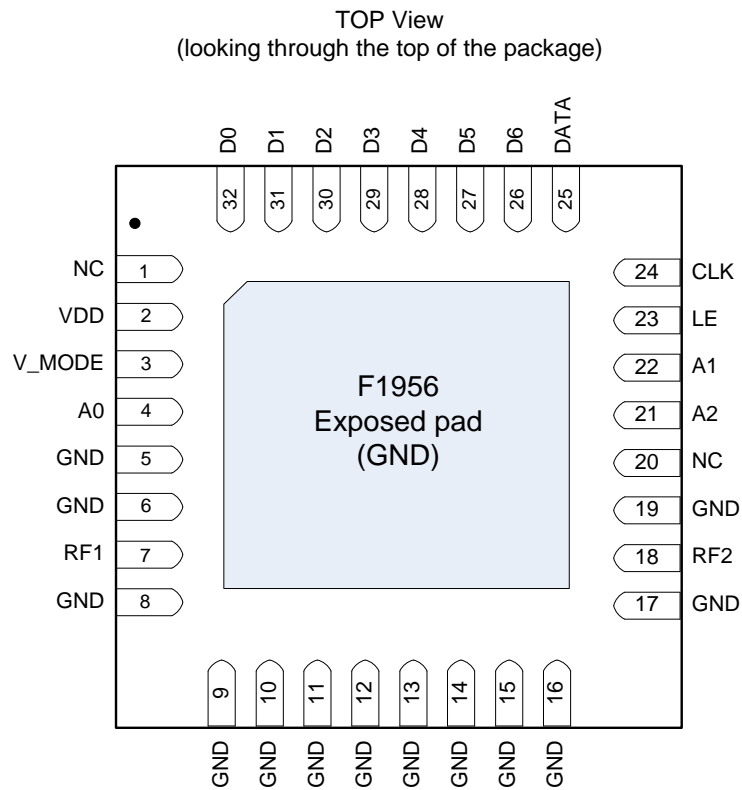 TOP View
(looking through the top of the package)
D0
D1
D2
D3
D4
D5
D6
DATA
32
31
30
29
28
27
26
25
NC 1
VDD 2
V_MODE 3
A0 4
GND 5
GND 6
RF1 7
GND 8
F1956
Exposed pad
(GND)
24 CLK
23 LE
22 A1
21 A2
20 NC
19 GND
18 RF2
17 GND
9
10
11
12
13
14
15
16
GND
GND
GND
GND
GND
GND
GND
GND